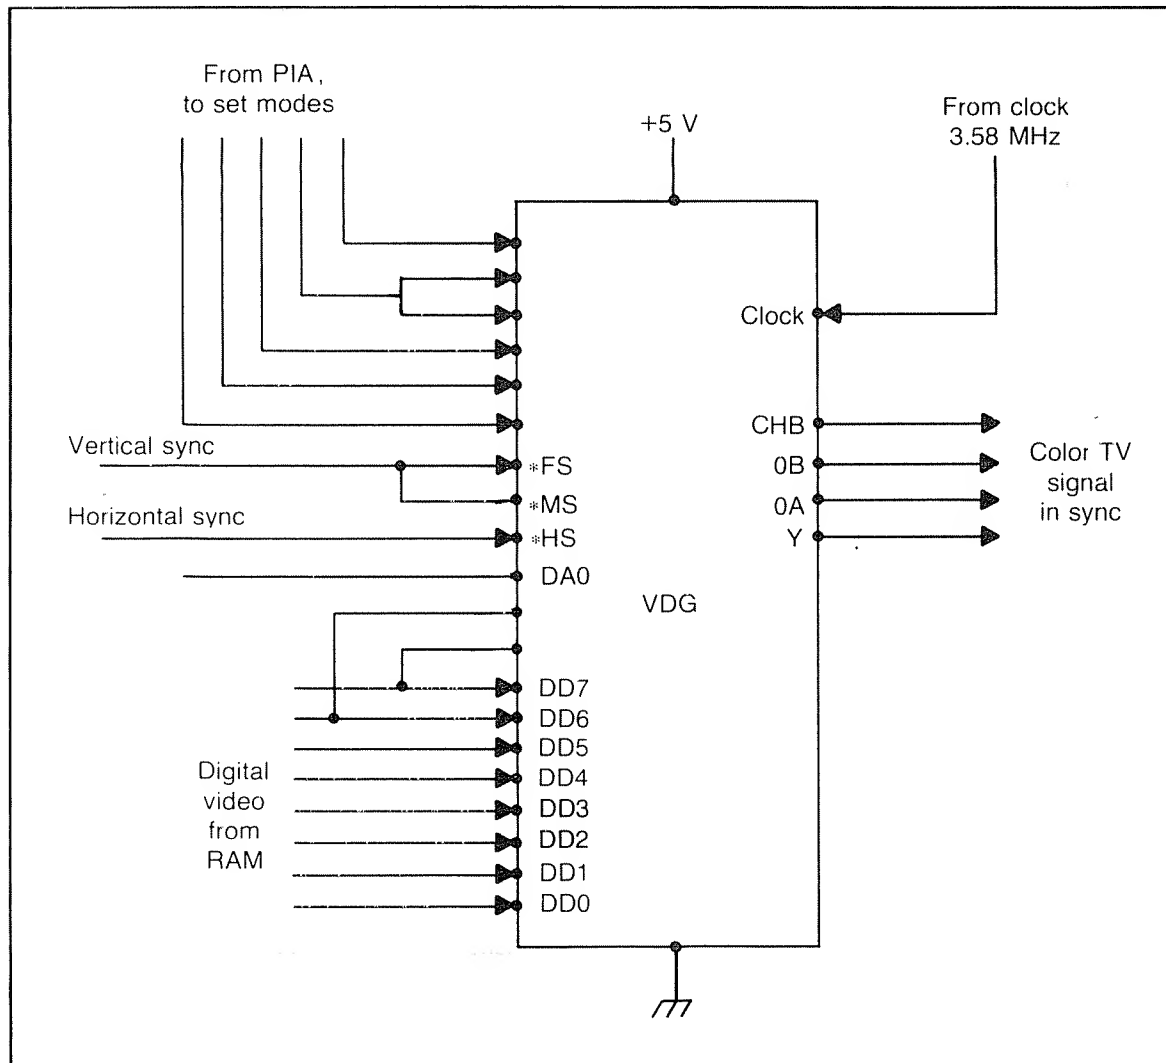 From PIA,
to set modes
+5 V
From clock
3.58 MHz
Clock
CHB
0B
0A
Y
Color TV
signal
in sync
Vertical sync
Horizontal sync
*FS
*MS
*HS
DA0
VDG
DD7
DD6
DD5
DD4
DD3
DD2
DD1
DD0
Digital
video
from
RAM